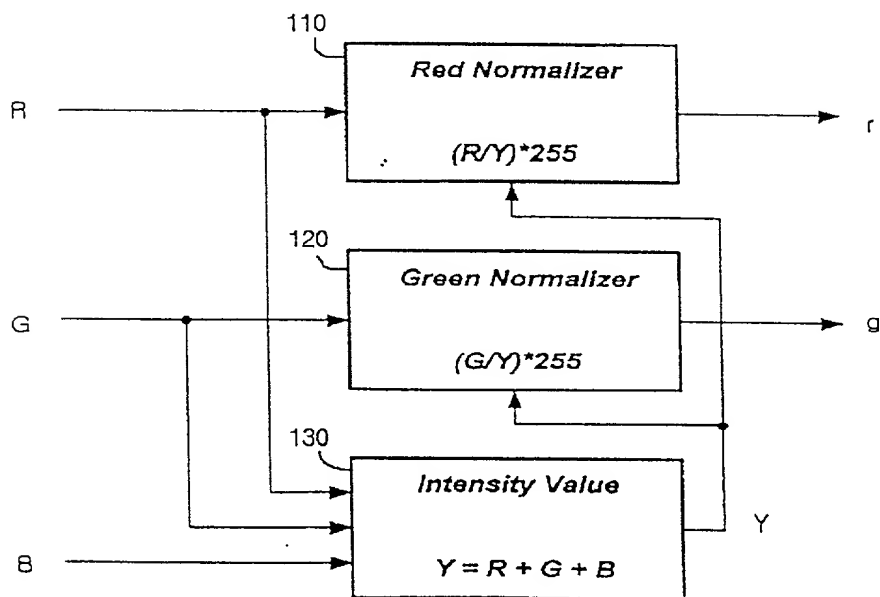 110
Red Normalizer
R
r
(R/Y)*255
120
Green Normalizer
G
g
(G/Y)*255
130
Intensity Value
Y
B
Y = R + G + B